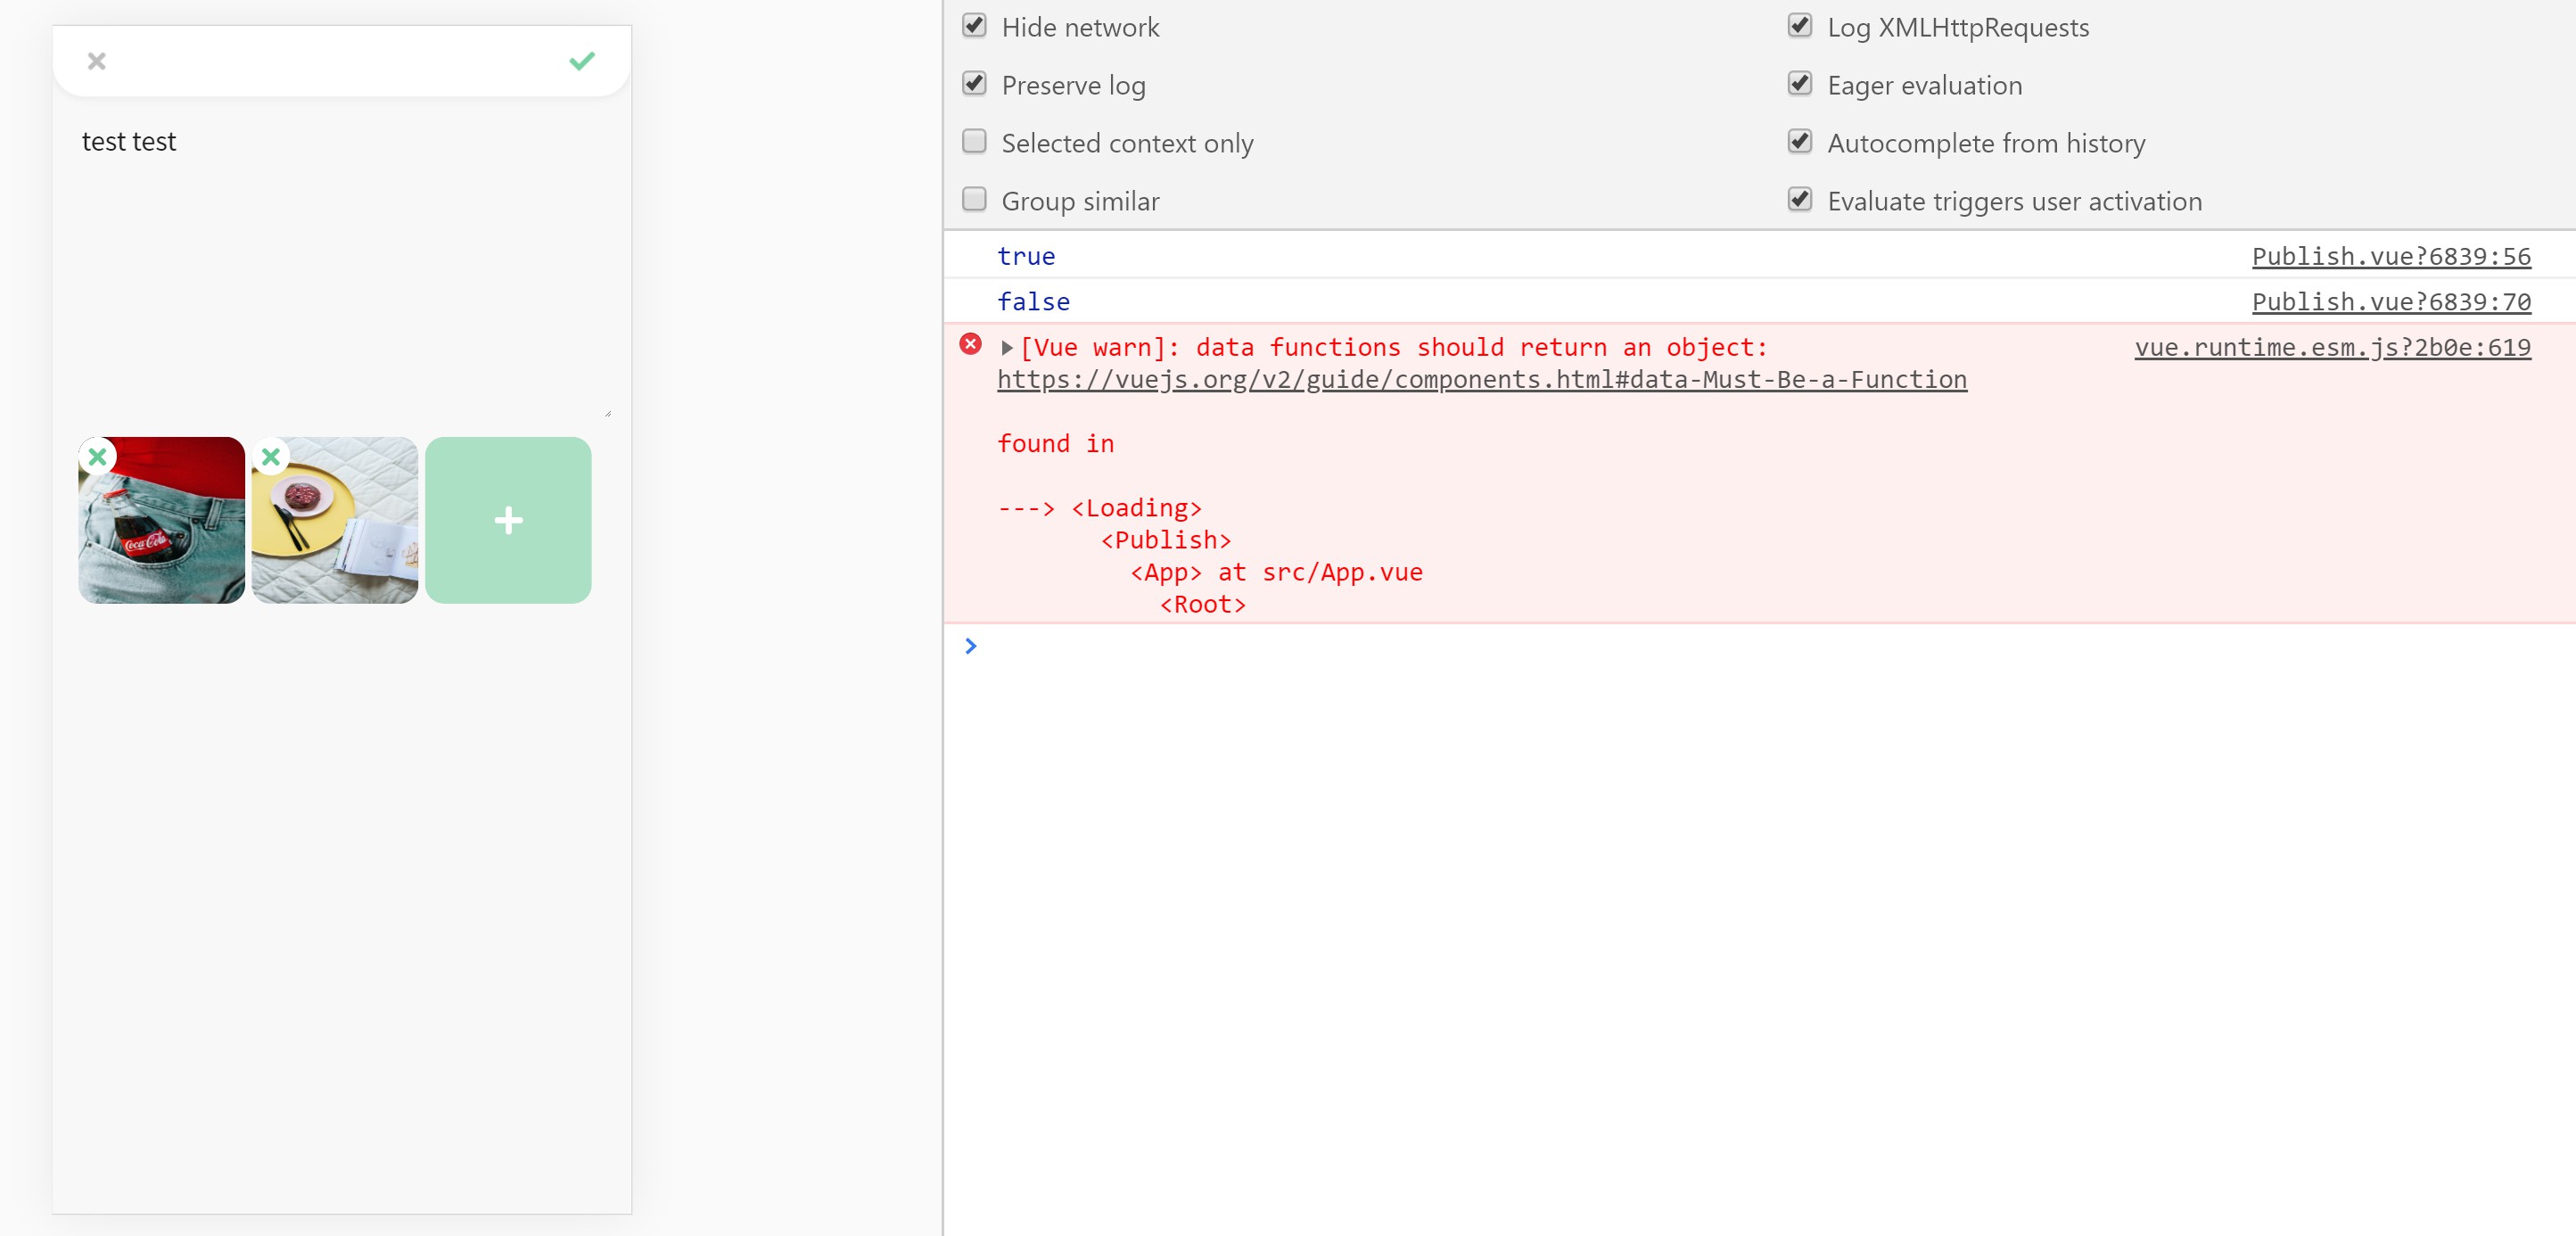 test test
Coca Cola
Hide network
Log XMLHttpRequests
Preserve log
Eager evaluation
Selected context only
Autocomplete from history
Group similar
Evaluate triggers user activation
true Publish.vue?6839:56
false Publish.vue?6839:70
[Vue warn]: data functions should return an object: vue.runtime.esm.js?2b0e:619
https://vuejs.org/v2/guide/components.html#data-Must-Be-a-Function
found in
---> <Loading>
<Publish>
<App> at src/App.vue
<Root>